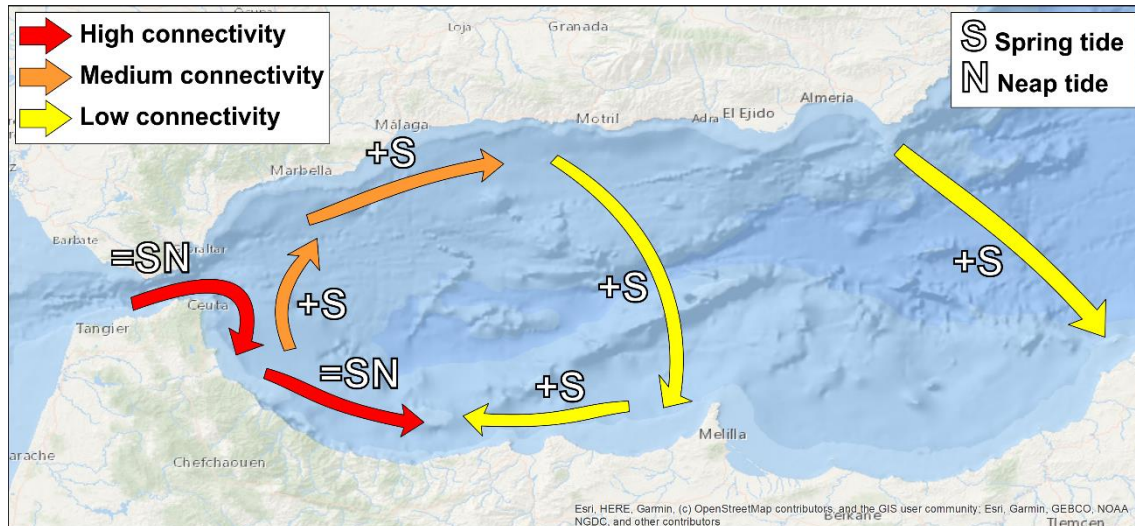 High connectivity
Medium connectivity
Low connectivity
S Spring tide
N Neap tide
Loja
Granada
Almería
Málaga
Motril
Adra
El Ejido
+S
Marbella
Barbate
=SN
+S
+S
+S
Ceuta
Tangier
=SN
+S
Melilla
Chefchaouen
arache
Esri, HERE, Garmin, (c) OpenStreetMap contributors, and the GIS user community; Esri, Garmin, GEBCO, NOAA
NGDC, and other contributors
Berkane
Tlemcen